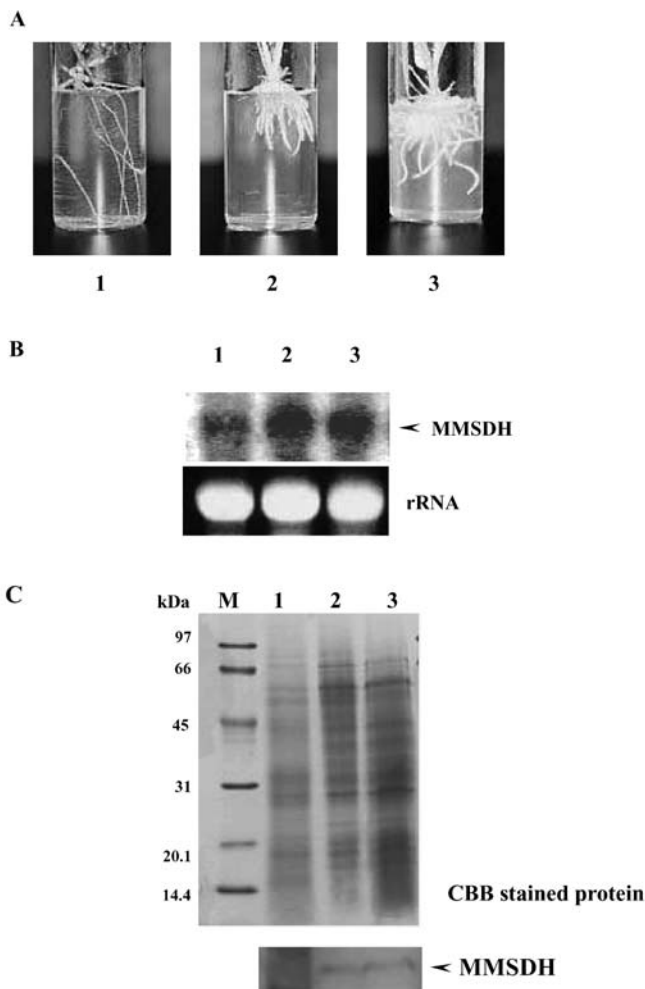 A
1 2 3
B
1 2 3
MMSDH
rRNA
C
kDa M 1 2 3
97
66
45
31
20.1
14.4
CBB stained protein
MMSDH